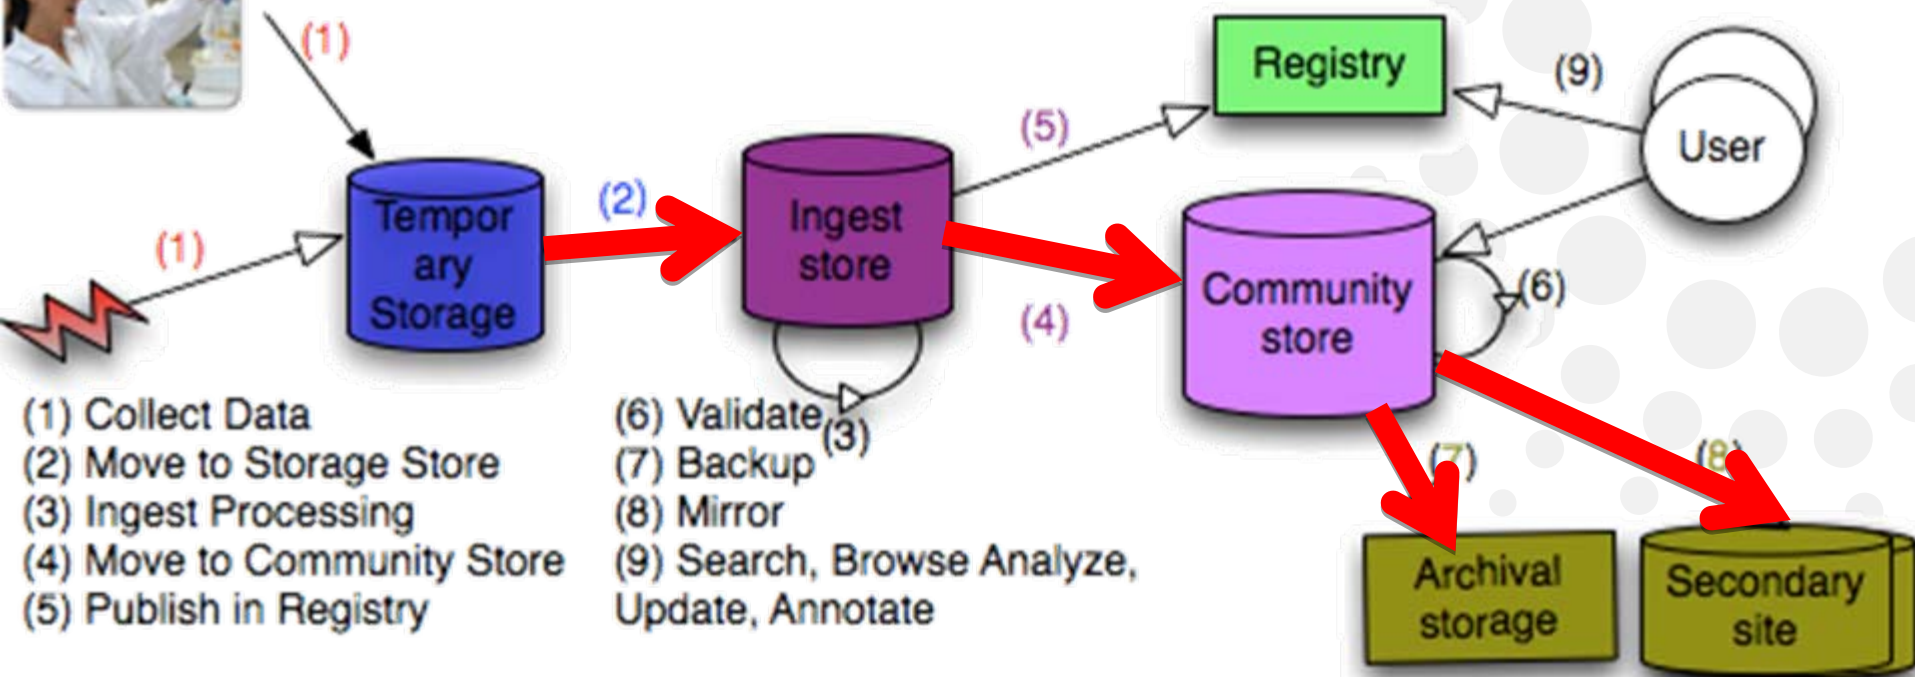 (1)
Registry
(9)
(5)
User
(2)
Tempor
ary
Storage
Ingest
store
(1)
Community
store
(6)
(4)
(3)
(7)
(8)
(1) Collect Data
(2) Move to Storage Store
(3) Ingest Processing
(4) Move to Community Store
(5) Publish in Registry
(6) Validate
(7) Backup
(8) Mirror
(9) Search, Browse Analyze,
Update, Annotate
Archival
storage
Secondary
site